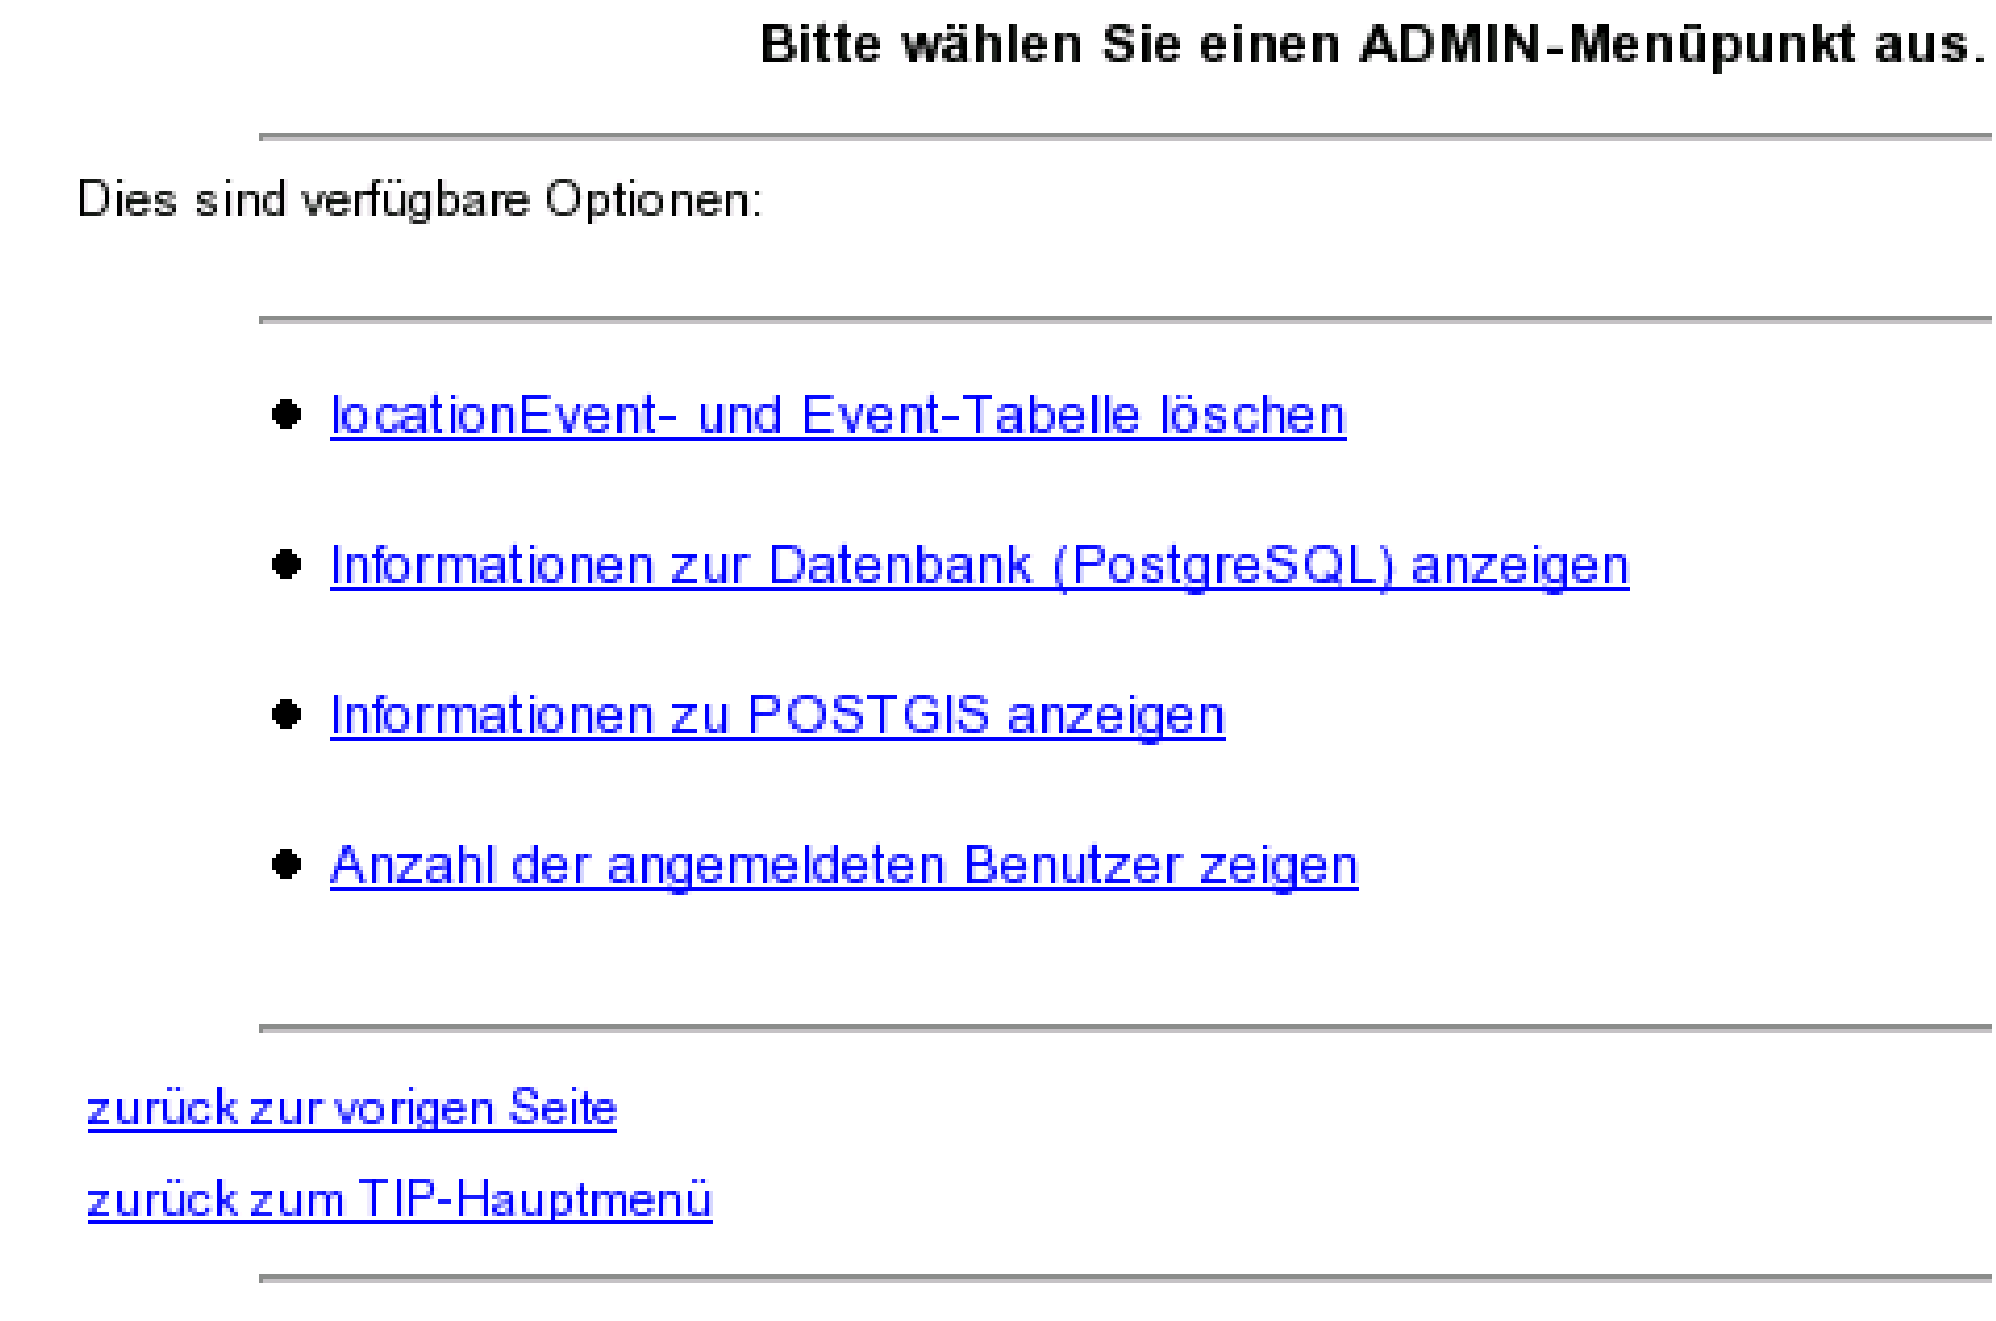 Bitte wählen Sie einen ADMIN-Menüpunkt aus.
Dies sind verfügbare Optionen:
locationEvent- und Event-Tabelle löschen
Informationen zur Datenbank (PostgreSQL) anzeigen
Informationen zu POSTGIS anzeigen
Anzahl der angemeldeten Benutzer zeigen
zurück zur vorigen Seite
zurück zum TIP-Hauptmenü